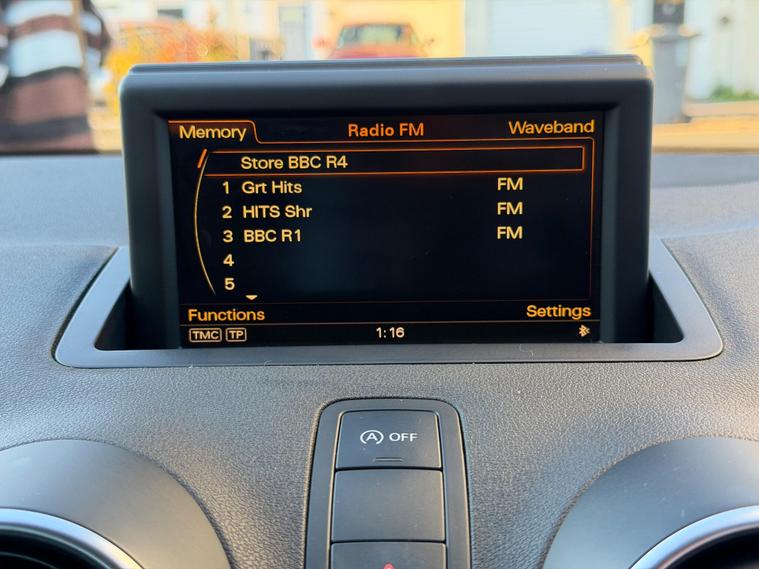 Memory Radio FM Waveband
Store BBC R4
1 Grt Hits FM
2 HITS Shr FM
3 BBC R1 FM
4
5
Functions Settings
TMC TP 1:16
A OFF